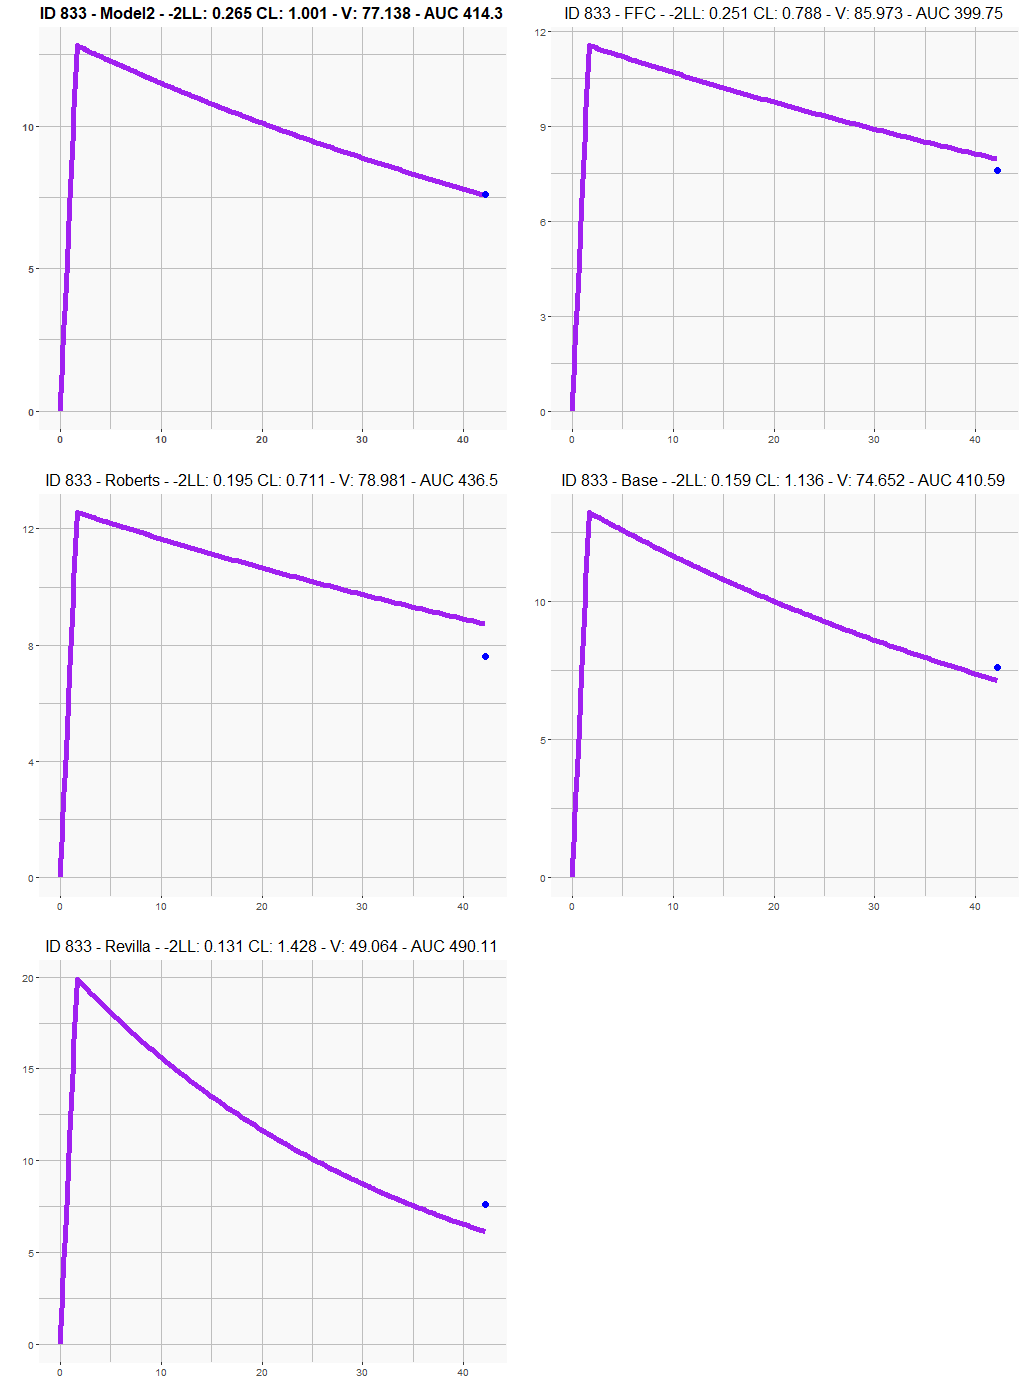 ID 833 - Model2 - -2LL: 0.265 CL: 1.001 - V: 77.138 - AUC 414.3
10
5
0
0 10 20 30 40
ID 833 - FFC - -2LL: 0.251 CL: 0.788 - V: 85.973 - AUC 399.75
12
9
6
3
0
0 10 20 30 40
ID 833 - Roberts - -2LL: 0.195 CL: 0.711 - V: 78.981 - AUC 436.5
12
8
4
0
0 10 20 30 40
ID 833 - Base - -2LL: 0.159 CL: 1.136 - V: 74.652 - AUC 410.59
10
5
0
0 10 20 30 40
ID 833 - Revilla - -2LL: 0.131 CL: 1.428 - V: 49.064 - AUC 490.11
20
15
10
5
0
0 10 20 30 40